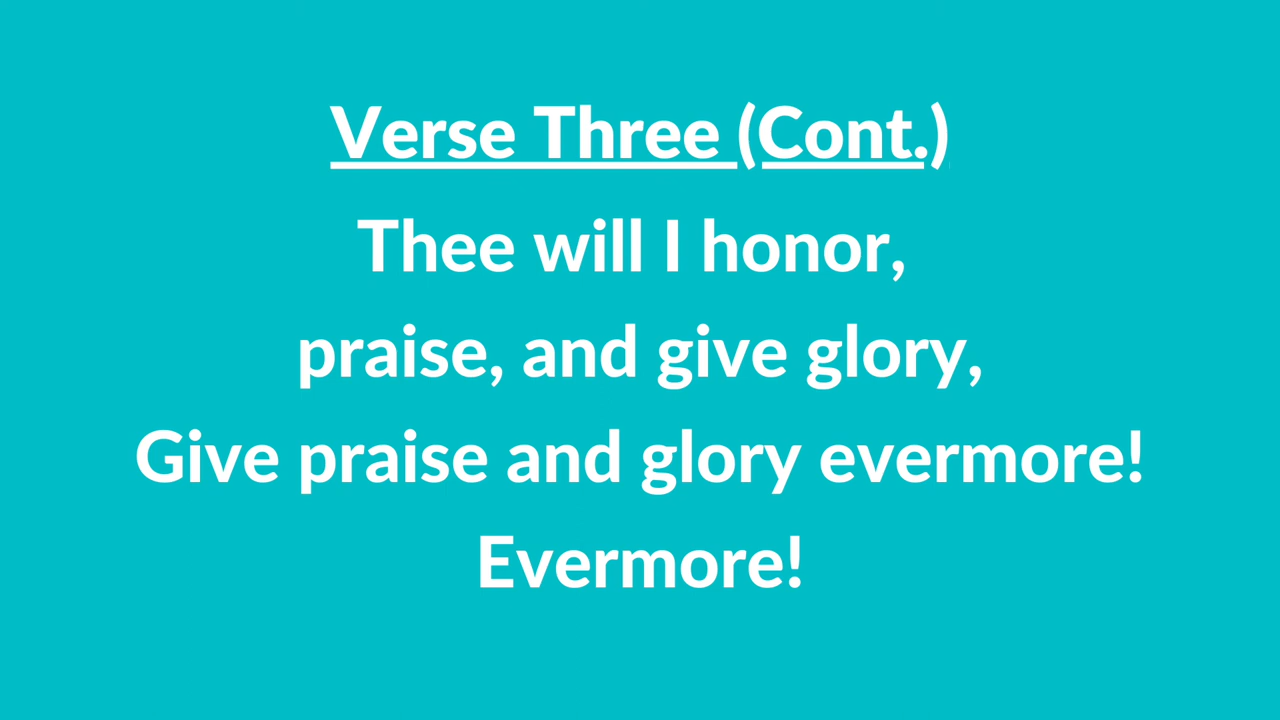 Verse Three (Cont.)
Thee will I honor,
praise, and give glory,
Give praise and glory evermore!
Evermore!